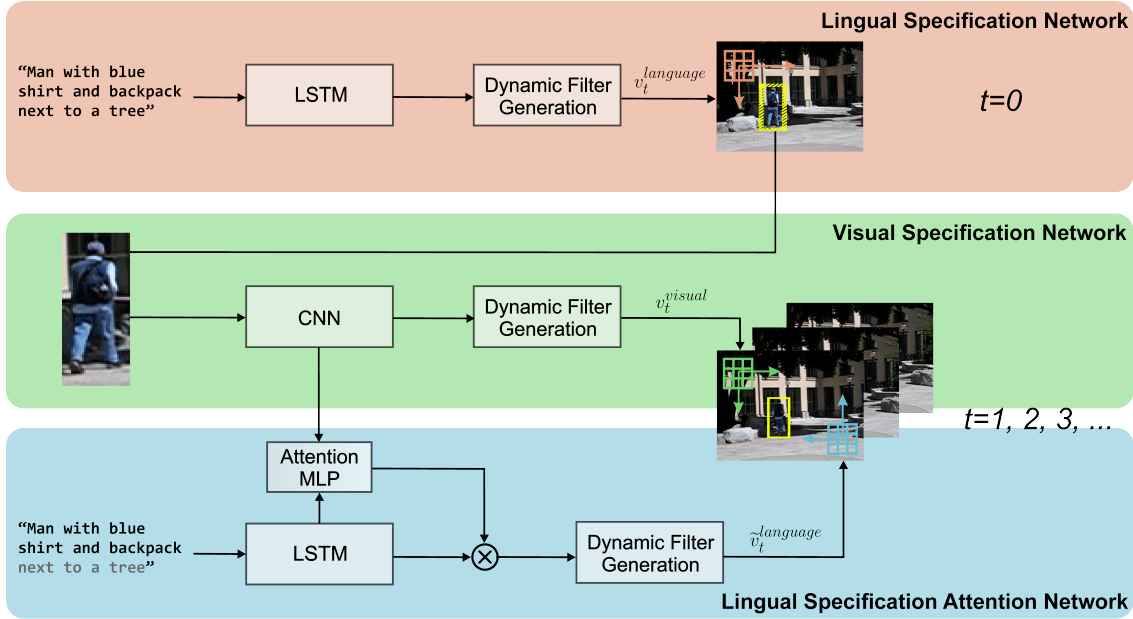 Lingual Specification Network
“Man with blue
shirt and backpack
next to a tree”
LSTM
Dynamic Filter
Generation
v_t^{language}
t=0
Visual Specification Network
CNN
Dynamic Filter
Generation
v_t^{visual}
t=1, 2, 3, ...
Attention
MLP
“Man with blue
shirt and backpack
next to a tree”
LSTM
Dynamic Filter
Generation
ṽ_t^{language}
Lingual Specification Attention Network